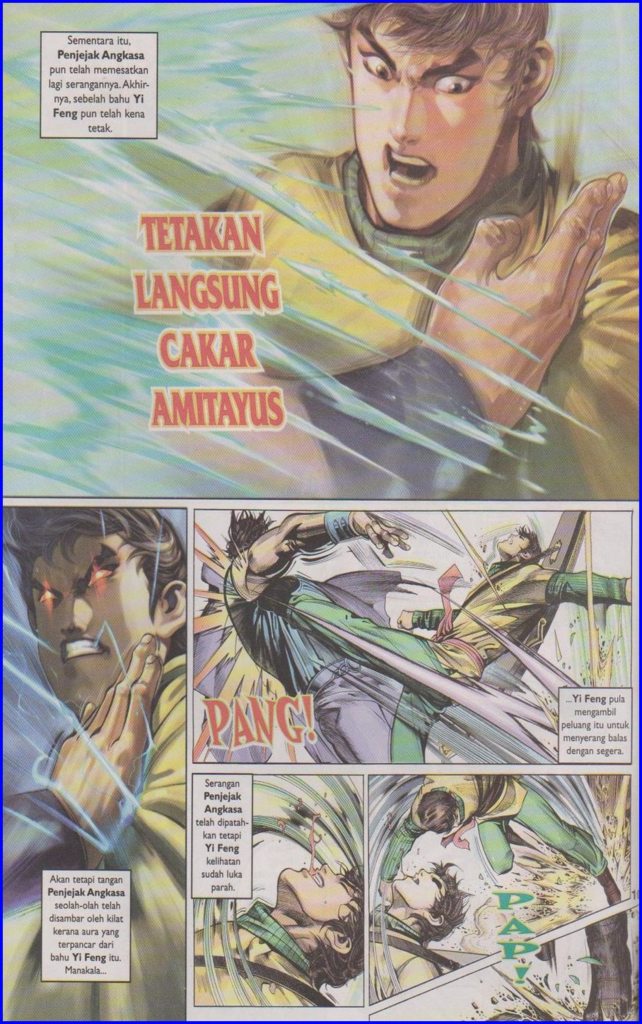 Sementara itu,
Penjejak Angkasa
pun telah memesatkan
lagi serangannya. Akhir-
nya, sebelah bahu Yi
Feng pun telah kena
tetak.
TETAKAN
LANGSUNG
CAKAR
AMITAYUS
Akan tetapi tangan
Penjejak Angkasa
seolah-olah telah
disambar oleh kilat
kerana aura yang
terpancar dari
bahu Yi Feng itu.
Manakala...
...Yi Feng pula
mengambil
peluang itu untuk
menyerang balas
dengan segera.
PANG!
Serangan
Penjejak
Angkasa
telah dipatah-
kan tetapi
Yi Feng
kelihatan
sudah luka
parah.
PAP!